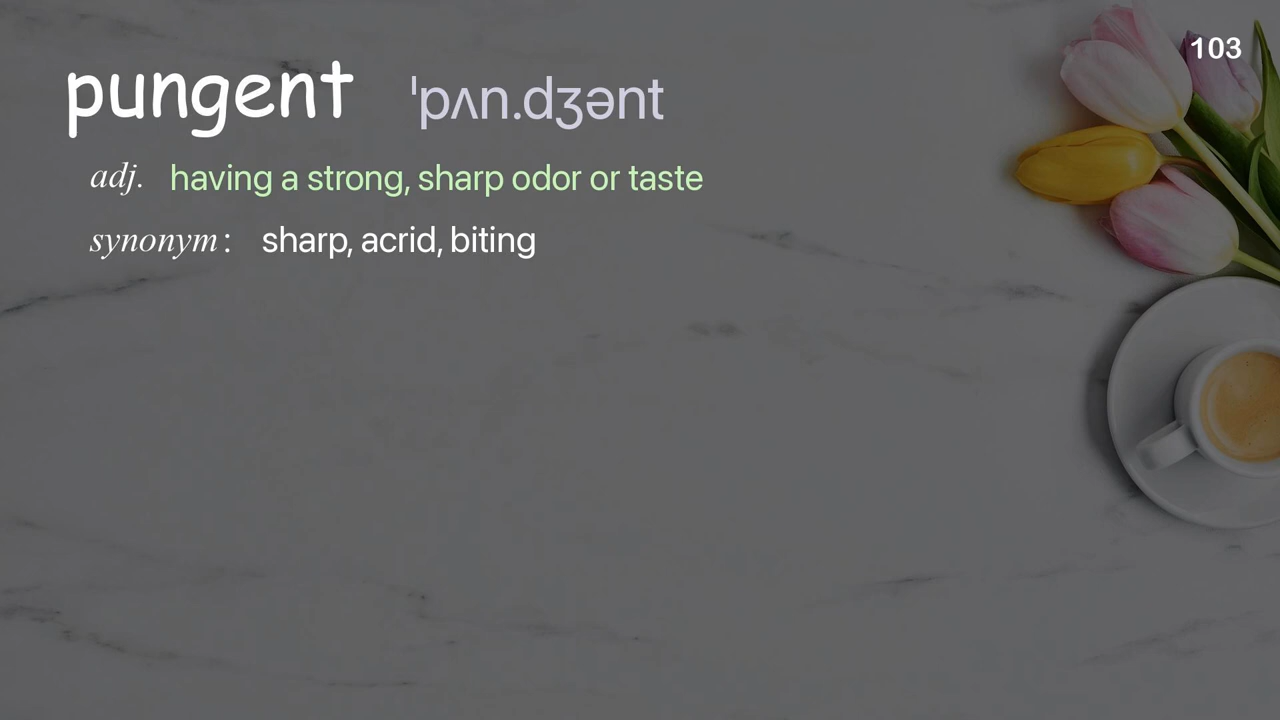 103
pungent ˈpʌn.dʒənt
adj. having a strong, sharp odor or taste
synonym: sharp, acrid, biting